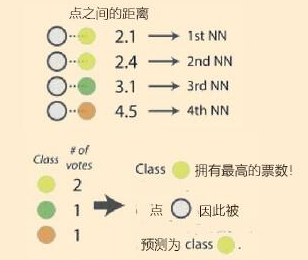 点之间的距离
2.1 → 1st NN
2.4 → 2nd NN
3.1 → 3rd NN
4.5 → 4th NN
Class # of votes
2
1
1
Class 拥有最高的票数!
点 因此被
预测为 class .